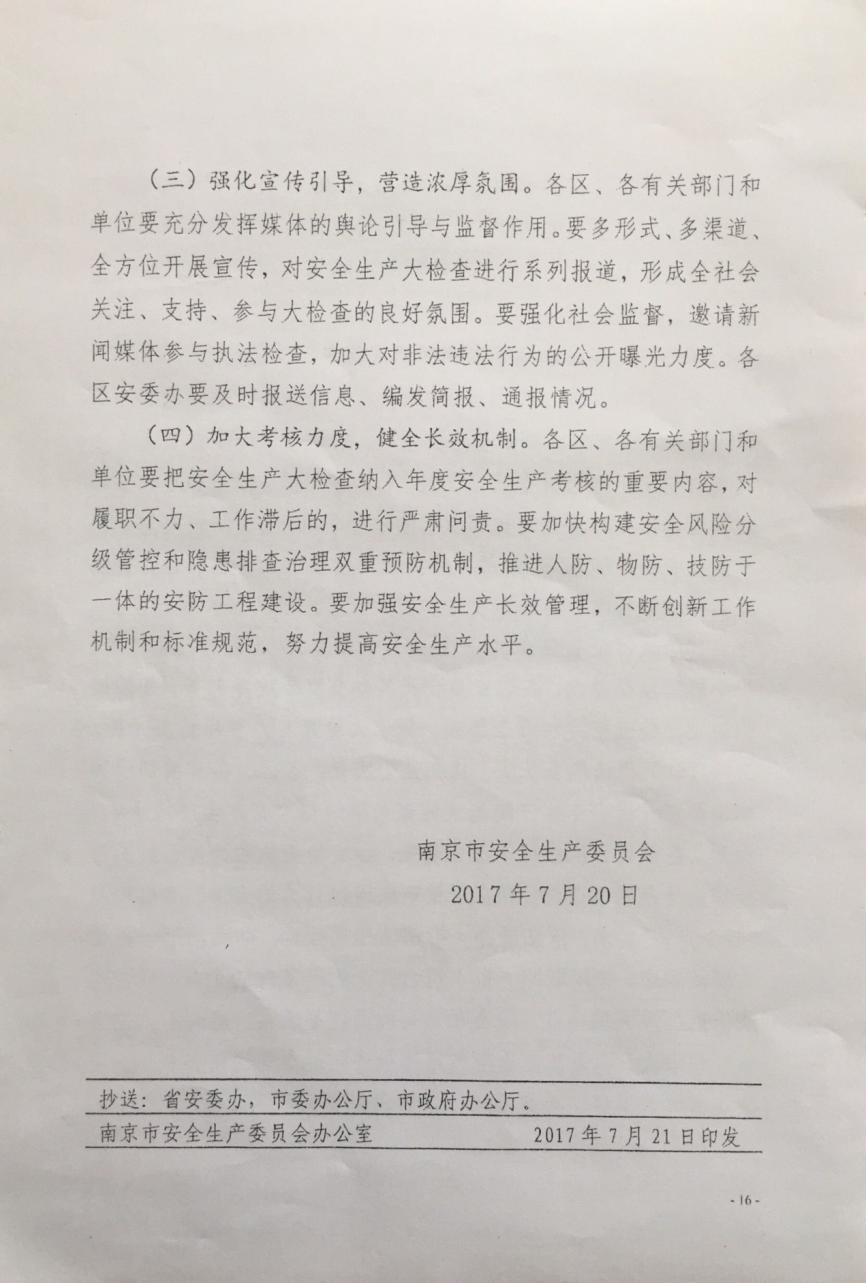 （三）强化宣传引导，营造浓厚氛围。各区、各有关部门和
单位要充分发挥媒体的舆论引导与监督作用。要多形式、多渠道、
全方位开展宣传，对安全生产大检查进行系列报道，形成全社会
关注、支持、参与大检查的良好氛围。要强化社会监督，邀请新
闻媒体参与执法检查，加大对非法违法行为的公开曝光力度。各
区安委办要及时报送信息、编发简报、通报情况。
（四）加大考核力度，健全长效机制。各区、各有关部门和
单位要把安全生产大检查纳入年度安全生产考核的重要内容，对
履职不力、工作滞后的，进行严肃问责。要加快构建安全风险分
级管控和隐患排查治理双重预防机制，推进人防、物防、技防于
一体的安防工程建设。要加强安全生产长效管理，不断创新工作
机制和标准规范，努力提高安全生产水平。
南京市安全生产委员会
2017 年 7 月 20 日
抄送：省安委办，市委办公厅、市政府办公厅。
南京市安全生产委员会办公室 2017 年 7 月 21 日印发
- 16 -